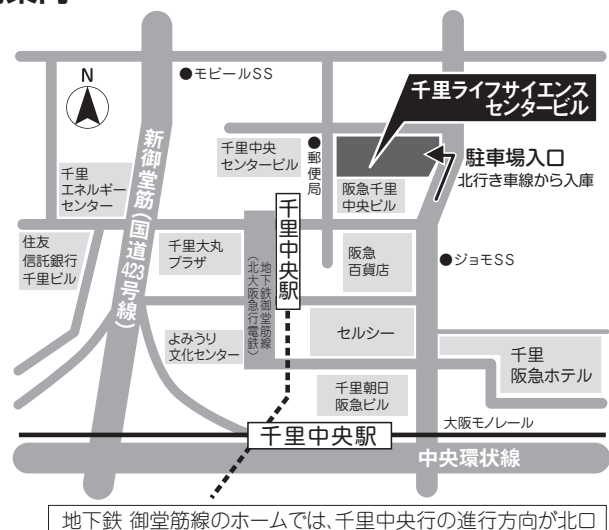 N
モビールSS
千里ライフサイエンス
センタービル
新御堂筋(国道423号線)
千里中央
センタービル
郵便局
駐車場入口
北行き車線から入庫
千里
エネルギー
センター
阪急千里
中央ビル
千里中央駅
住友
信託銀行
千里ビル
千里大丸
プラザ
地下鉄御堂筋線
(北大阪急行電鉄)
阪急
百貨店
ジョモSS
よみうり
文化センター
セルシー
千里
阪急ホテル
千里朝日
阪急ビル
大阪モノレール
千里中央駅
中央環状線
地下鉄 御堂筋線のホームでは、千里中央行の進行方向が北口